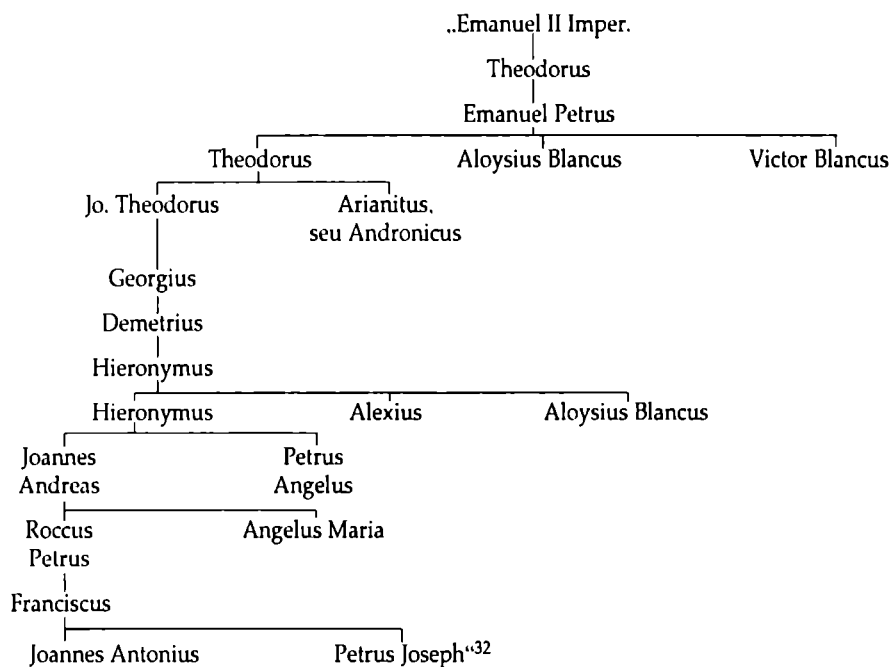 „Emanuel II Imper.
Theodorus
Emanuel Petrus
Theodorus Aloysius Blancus Victor Blancus
Jo. Theodorus Arianitus,
seu Andronicus
Georgius
Demetrius
Hieronymus
Hieronymus Alexius Aloysius Blancus
Joannes Petrus
Andreas Angelus
Roccus Angelus Maria
Petrus
Franciscus
Joannes Antonius Petrus Joseph“32